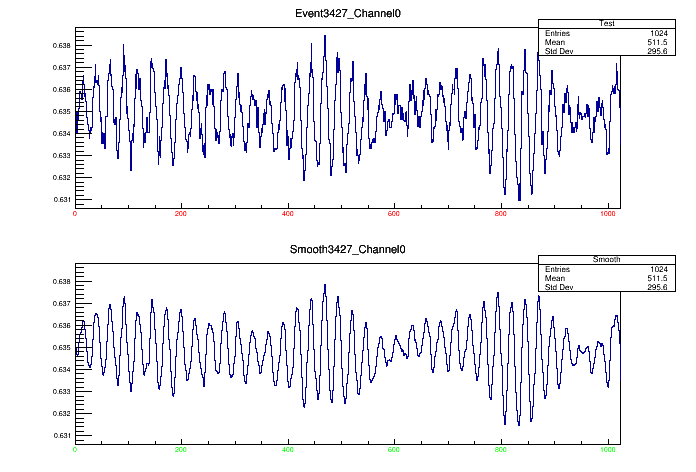 Event3427_Channel0
Test
Entries 1024
Mean 511.5
Std Dev 295.6
0.638
0.637
0.636
0.635
0.634
0.633
0.632
0.631
0 200 400 600 800 1000
Smooth3427_Channel0
Smooth
Entries 1024
Mean 511.5
Std Dev 295.6
0.638
0.637
0.636
0.635
0.634
0.633
0.632
0.631
0 200 400 600 800 1000